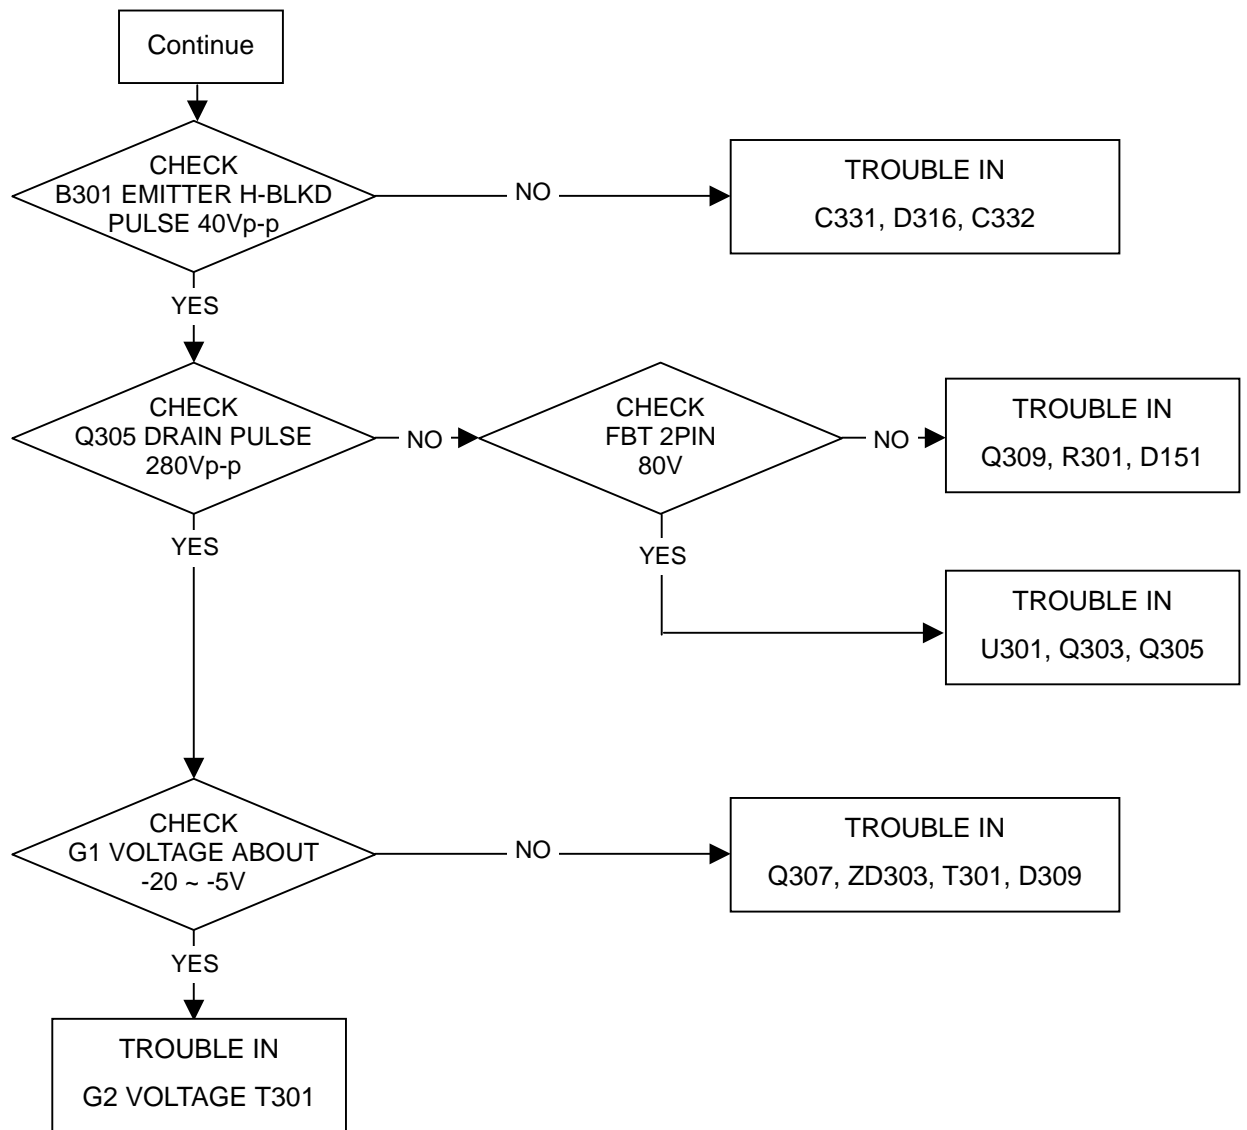 Continue
CHECK
B301 EMITTER H-BLKD
PULSE 40Vp-p
NO
TROUBLE IN
C331, D316, C332
YES
CHECK
Q305 DRAIN PULSE
280Vp-p
NO
CHECK
FBT 2PIN
80V
NO
TROUBLE IN
Q309, R301, D151
YES
YES
TROUBLE IN
U301, Q303, Q305
CHECK
G1 VOLTAGE ABOUT
-20 ~ -5V
NO
TROUBLE IN
Q307, ZD303, T301, D309
YES
TROUBLE IN
G2 VOLTAGE T301